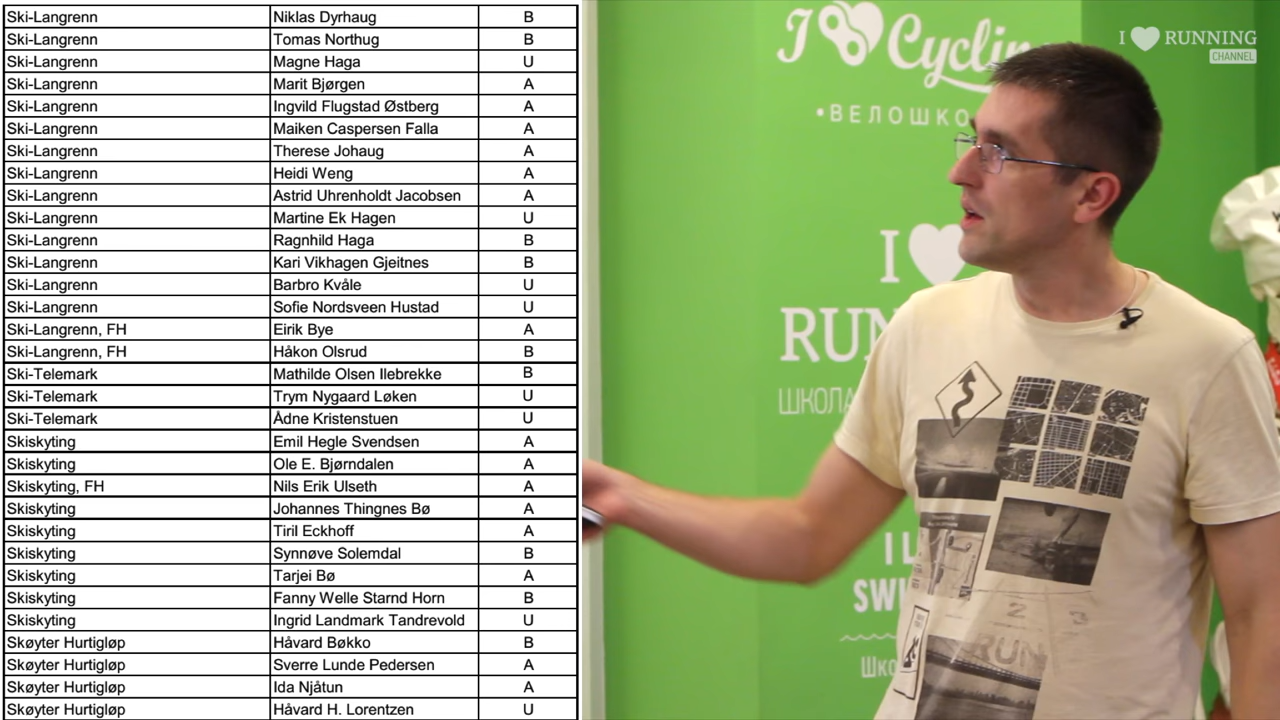 Ski-Langrenn Niklas Dyrhaug B
Ski-Langrenn Tomas Northug B
Ski-Langrenn Magne Haga U
Ski-Langrenn Marit Bjørgen A
Ski-Langrenn Ingvild Flugstad Østberg A
Ski-Langrenn Maiken Caspersen Falla A
Ski-Langrenn Therese Johaug A
Ski-Langrenn Heidi Weng A
Ski-Langrenn Astrid Uhrenholdt Jacobsen A
Ski-Langrenn Martine Ek Hagen U
Ski-Langrenn Ragnhild Haga B
Ski-Langrenn Kari Vikhagen Gjeitnes B
Ski-Langrenn Barbro Kvåle U
Ski-Langrenn Sofie Nordsveen Hustad U
Ski-Langrenn, FH Eirik Bye A
Ski-Langrenn, FH Håkon Olsrud B
Ski-Telemark Mathilde Olsen Ilebrekke B
Ski-Telemark Trym Nygaard Løken U
Ski-Telemark Ådne Kristenstuen U
Skiskyting Emil Hegle Svendsen A
Skiskyting Ole E. Bjørndalen A
Skiskyting, FH Nils Erik Ulseth A
Skiskyting Johannes Thingnes Bø A
Skiskyting Tiril Eckhoff A
Skiskyting Synnøve Solemdal B
Skiskyting Tarjei Bø A
Skiskyting Fanny Welle Starnd Horn B
Skiskyting Ingrid Landmark Tandrevold U
Skøyter Hurtigløp Håvard Bøkko B
Skøyter Hurtigløp Sverre Lunde Pedersen A
Skøyter Hurtigløp Ida Njåtun A
Skøyter Hurtigløp Håvard H. Lorentzen U
I Cyclin
•ВЕЛОШКО
I
RUN
ШКОЛА
I L
SWI
Шко
I RUNNING
CHANNEL
2 3
RUN